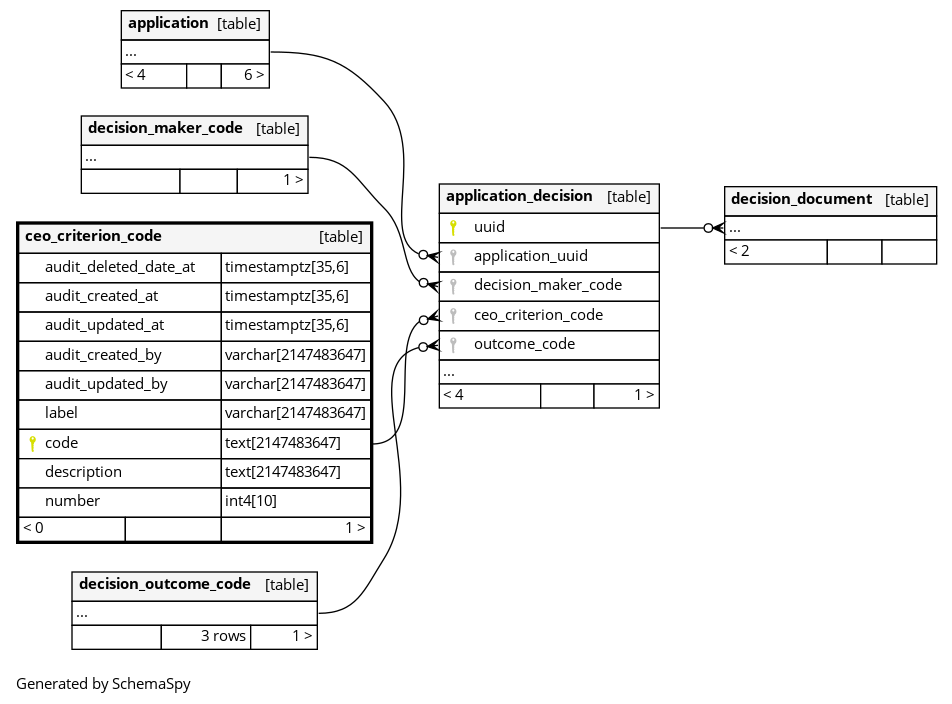 application [table]
...
< 4 6 >
decision_maker_code [table]
...
1 >
ceo_criterion_code [table]
audit_deleted_date_at timestamptz[35,6]
audit_created_at timestamptz[35,6]
audit_updated_at timestamptz[35,6]
audit_created_by varchar[2147483647]
audit_updated_by varchar[2147483647]
label varchar[2147483647]
code text[2147483647]
description text[2147483647]
number int4[10]
< 0 1 >
decision_outcome_code [table]
...
3 rows 1 >
application_decision [table]
uuid
application_uuid
decision_maker_code
ceo_criterion_code
outcome_code
...
< 4 1 >
decision_document [table]
...
< 2
Generated by SchemaSpy